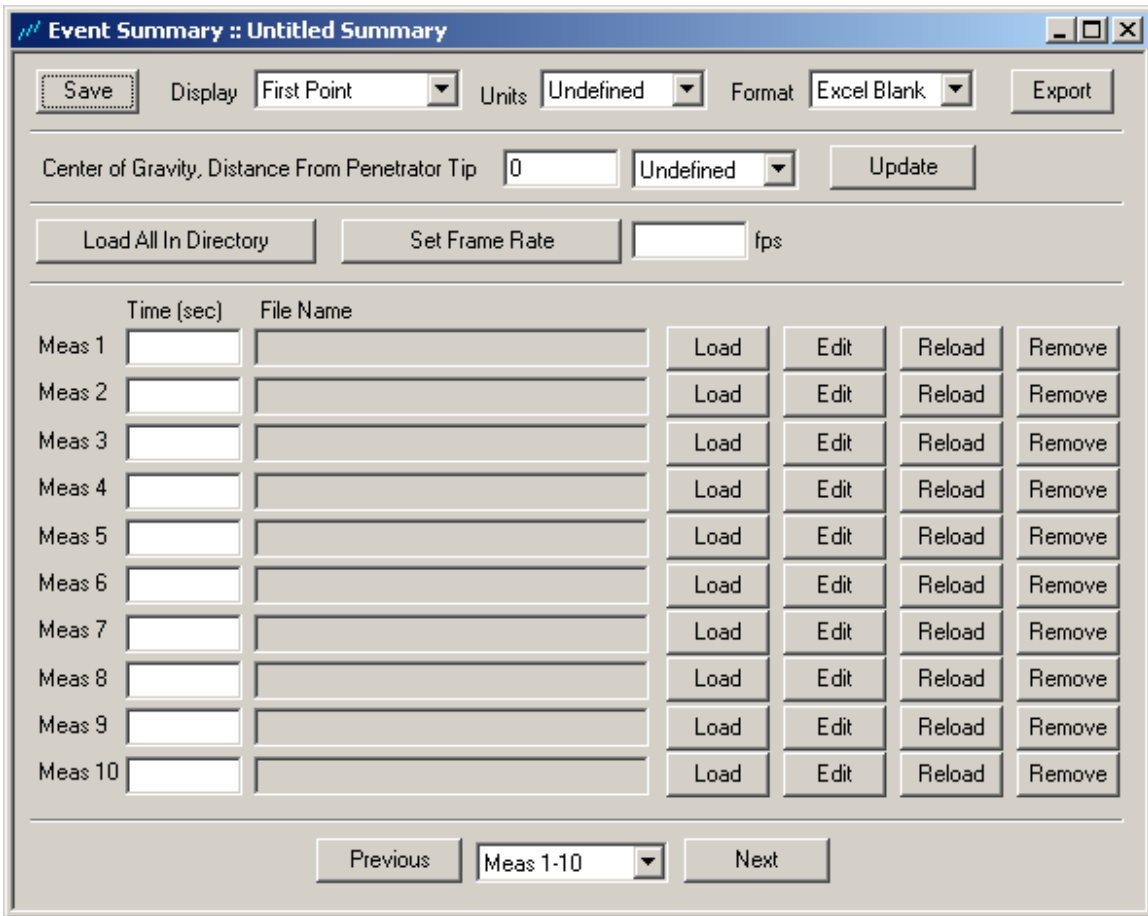 Event Summary :: Untitled Summary
Save Display First Point Units Undefined Format Excel Blank Export
Center of Gravity, Distance From Penetrator Tip 0 Undefined Update
Load All In Directory Set Frame Rate fps
Time (sec) File Name
Meas 1 Load Edit Reload Remove
Meas 2 Load Edit Reload Remove
Meas 3 Load Edit Reload Remove
Meas 4 Load Edit Reload Remove
Meas 5 Load Edit Reload Remove
Meas 6 Load Edit Reload Remove
Meas 7 Load Edit Reload Remove
Meas 8 Load Edit Reload Remove
Meas 9 Load Edit Reload Remove
Meas 10 Load Edit Reload Remove
Previous Meas 1-10 Next